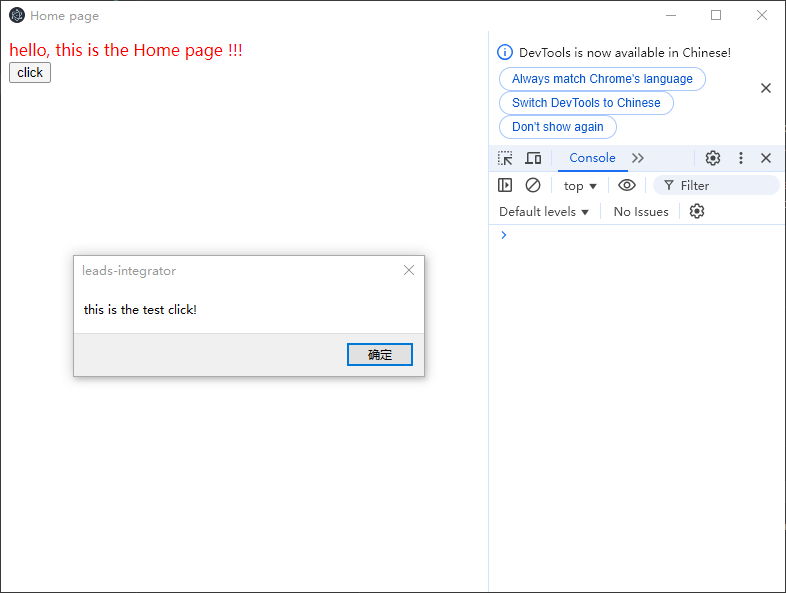 Home page
hello, this is the Home page !!!
click
leads-integrator
this is the test click!
确定
DevTools is now available in Chinese!
Always match Chrome's language
Switch DevTools to Chinese
Don't show again
Console
top
Filter
Default levels
No Issues